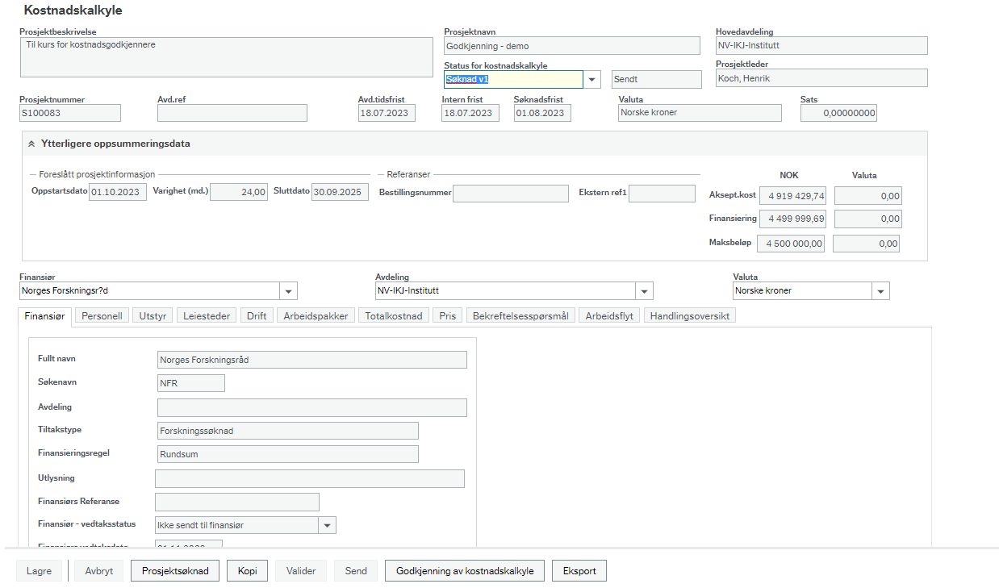 Kostnadskalkyle
Prosjektbeskrivelse Prosjektnavn Hovedavdeling
Til kurs for kostnadsgodkjennere Godkjenning - demo NV-IKJ-Institutt
Status for kostnadskalkyle Prosjektleder
Søknad v1 Sendt Koch, Henrik
Prosjektnummer Avd.ref Avd.tidsfrist Intern frist Søknadsfrist Valuta Sats
S100083 18.07.2023 18.07.2023 01.08.2023 Norske kroner 0,00000000
Ytterligere oppsummeringsdata
Foreslått prosjektinformasjon Referanser NOK Valuta
Oppstartsdato 01.10.2023 Varighet (md.) 24,00 Sluttdato 30.09.2025 Bestillingsnummer Ekstern ref1 Aksept.kost 4 919 429,74 0,00
Finansiering 4 499 999,69 0,00
Maksbeløp 4 500 000,00 0,00
Finansiør Avdeling Valuta
Norges Forskningsr?d NV-IKJ-Institutt Norske kroner
Finansiør Personell Utstyr Leiesteder Drift Arbeidspakker Totalkostnad Pris Bekreftelsesspørsmål Arbeidsflyt Handlingsoversikt
Fullt navn Norges Forskningsråd
Søkenavn NFR
Avdeling
Tiltakstype Forskningssøknad
Finansieringsregel Rundsum
Utlysning
Finansiørs Referanse
Finansiør - vedtaksstatus Ikke sendt til finansiør
Lagre Avbryt Prosjektsøknad Kopi Valider Send Godkjenning av kostnadskalkyle Eksport